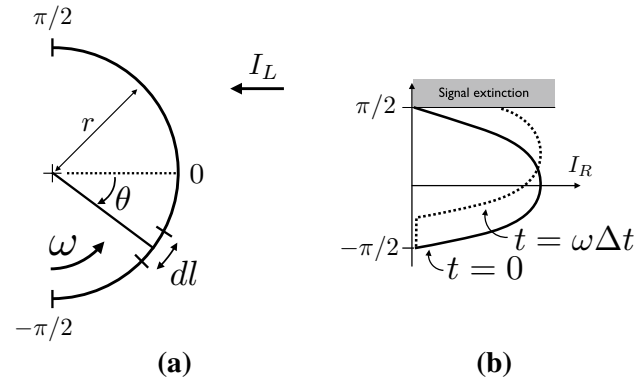 π/2
I_L
r
0
θ
ω
dl
−π/2
(a)
Signal extinction
π/2
I_R
t = ωΔt
−π/2
t = 0
(b)